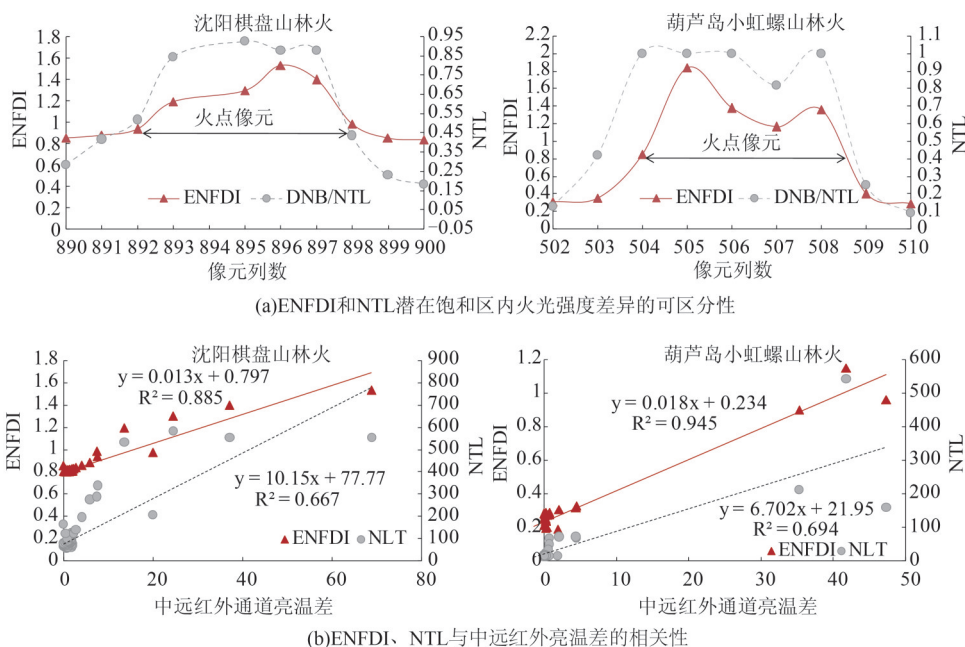 沈阳棋盘山林火
1.8 1.6 1.4 1.2 1 0.8 0.6 0.4 0.2 0
ENFDI
0.95 0.85 0.75 0.65 0.55 0.45 0.35 0.25 0.15 0.05 −0.05
NTL
火点像元
ENFDI DNB/NTL
890 891 892 893 894 895 896 897 898 899 900
像元列数
葫芦岛小虹螺山林火
2.2 2 1.8 1.6 1.4 1.2 1 0.8 0.6 0.4 0.2 0
ENFDI
1.1 1 0.9 0.8 0.7 0.6 0.5 0.4 0.3 0.2 0.1 0
NTL
火点像元
ENFDI DNB/NTL
502 503 504 505 506 507 508 509 510
像元列数
(a)ENFDI和NTL潜在饱和区内火光强度差异的可区分性
沈阳棋盘山林火
1.8 1.6 1.4 1.2 1 0.8 0.6 0.4 0.2 0
ENFDI
900 800 700 600 500 400 300 200 100 0
NTL
y = 0.013x + 0.797
R² = 0.885
y = 10.15x + 77.77
R² = 0.667
ENFDI NLT
0 20 40 60 80
中远红外通道亮温差
葫芦岛小虹螺山林火
1.2 1 0.8 0.6 0.4 0.2 0
ENFDI
600 500 400 300 200 100 0
NTL
y = 0.018x + 0.234
R² = 0.945
y = 6.702x + 21.95
R² = 0.694
ENFDI NLT
0 10 20 30 40 50
中远红外通道亮温差
(b)ENFDI、NTL与中远红外亮温差的相关性